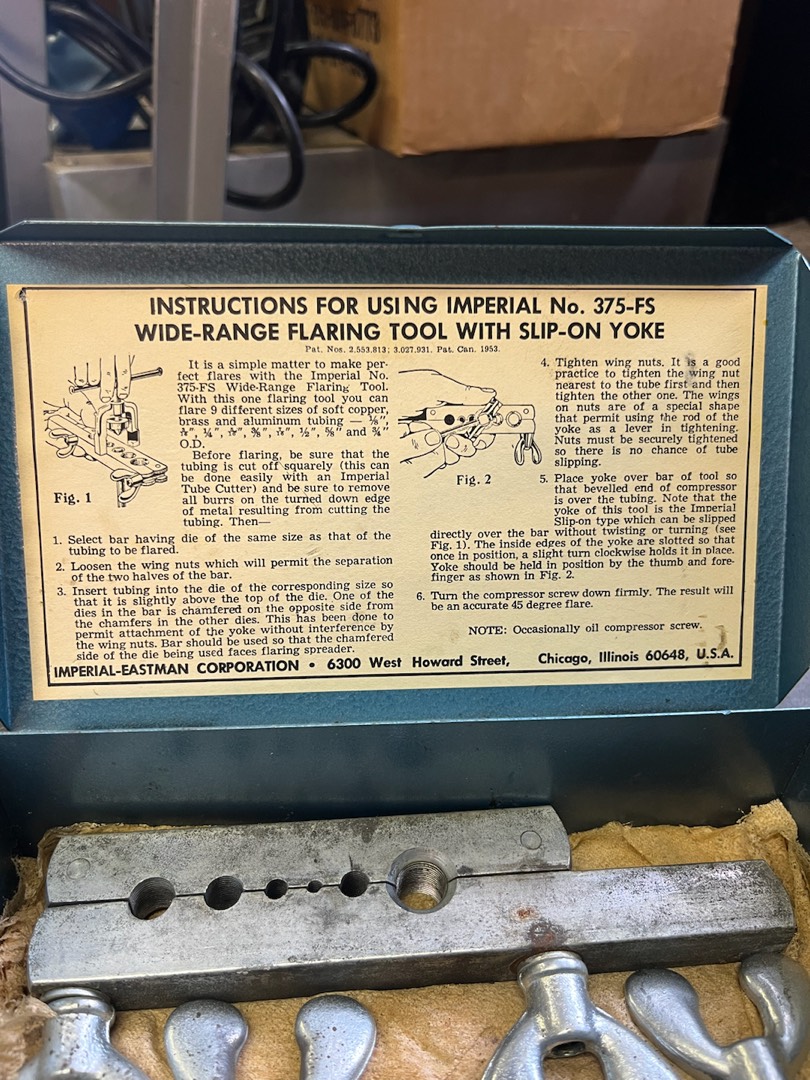 INSTRUCTIONS FOR USING IMPERIAL No. 375-FS
WIDE-RANGE FLARING TOOL WITH SLIP-ON YOKE
Pat. Nos. 2.553.813; 3.027.931. Pat. Can. 1953.
It is a simple matter to make per-
fect flares with the Imperial No.
375-FS Wide-Range Flaring Tool.
With this one flaring tool you can
flare 9 different sizes of soft copper,
brass and aluminum tubing — ⅛″,
³⁄₁₆″, ¼″, ⁵⁄₁₆″, ⅜″, ⁷⁄₁₆″, ½″, ⅝″ and ¾″
O.D.
Before flaring, be sure that the
tubing is cut off squarely (this can
be done easily with an Imperial
Tube Cutter) and be sure to remove
all burrs on the turned down edge
of metal resulting from cutting the
tubing. Then—
Fig. 1
1. Select bar having die of the same size as that of the
tubing to be flared.
2. Loosen the wing nuts which will permit the separation
of the two halves of the bar.
3. Insert tubing into the die of the corresponding size so
that it is slightly above the top of the die. One of the
dies in the bar is chamfered on the opposite side from
the chamfers in the other dies. This has been done to
permit attachment of the yoke without interference by
the wing nuts. Bar should be used so that the chamfered
side of the die being used faces flaring spreader.
Fig. 2
4. Tighten wing nuts. It is a good
practice to tighten the wing nut
nearest to the tube first and then
tighten the other one. The wings
on nuts are of a special shape
that permit using the rod of the
yoke as a lever in tightening.
Nuts must be securely tightened
so there is no chance of tube
slipping.
5. Place yoke over bar of tool so
that bevelled end of compressor
is over the tubing. Note that the
yoke of this tool is the Imperial
Slip-on type which can be slipped
directly over the bar without twisting or turning (see
Fig. 1). The inside edges of the yoke are slotted so that
once in position, a slight turn clockwise holds it in place.
Yoke should be held in position by the thumb and fore-
finger as shown in Fig. 2.
6. Turn the compressor screw down firmly. The result will
be an accurate 45 degree flare.
NOTE: Occasionally oil compressor screw.
IMPERIAL-EASTMAN CORPORATION • 6300 West Howard Street, Chicago, Illinois 60648, U.S.A.